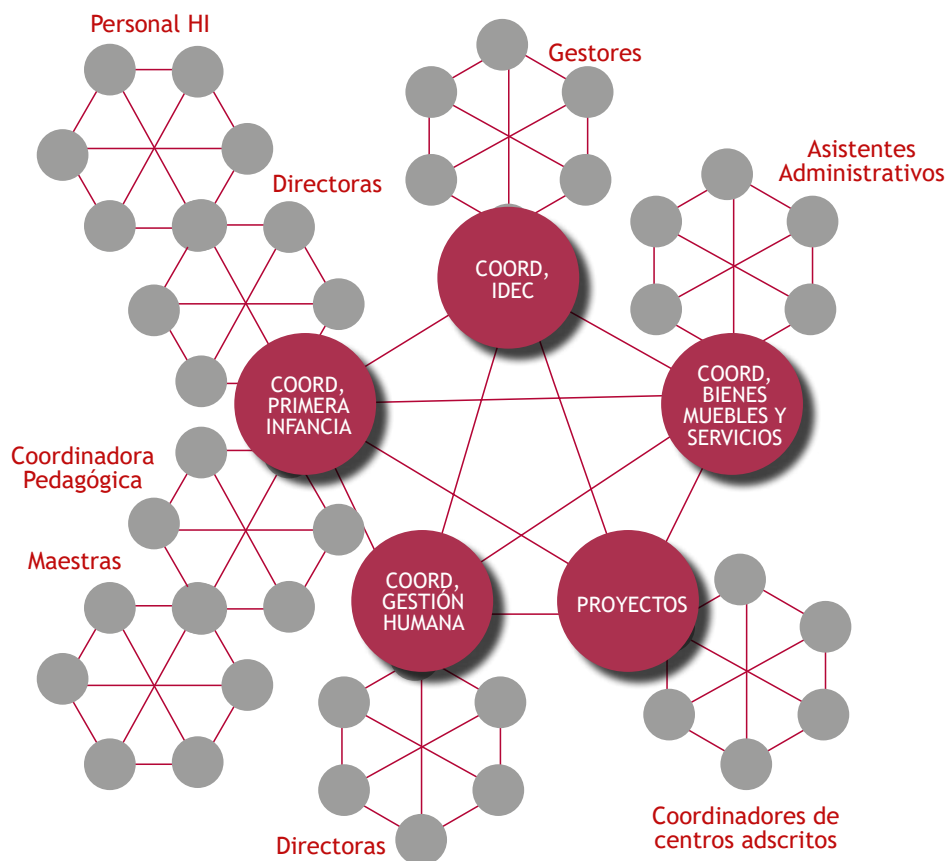 Personal HI
Gestores
Asistentes
Administrativos
Directoras
COORD,
IDEC
COORD,
PRIMERA
INFANCIA
COORD,
BIENES
MUEBLES Y
SERVICIOS
Coordinadora
Pedagógica
Maestras
COORD,
GESTIÓN
HUMANA
PROYECTOS
Directoras
Coordinadores de
centros adscritos